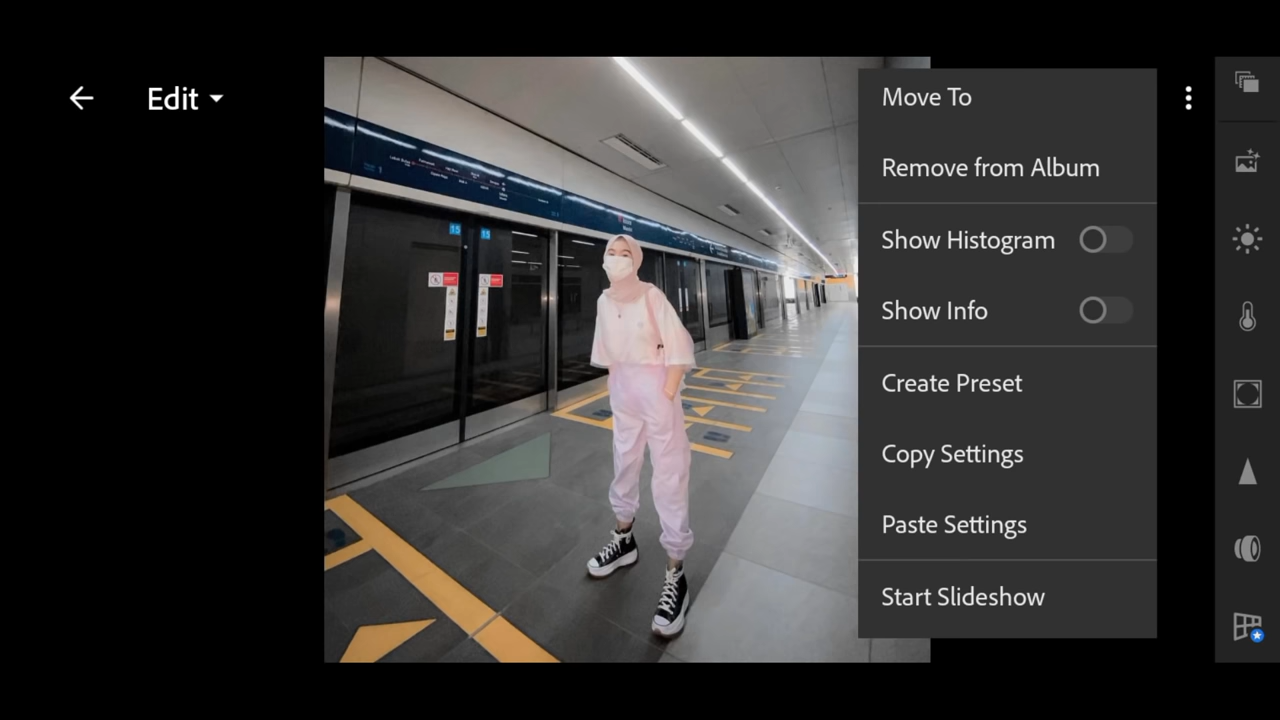 Edit
Move To
Remove from Album
Show Histogram
Show Info
Create Preset
Copy Settings
Paste Settings
Start Slideshow
15
15